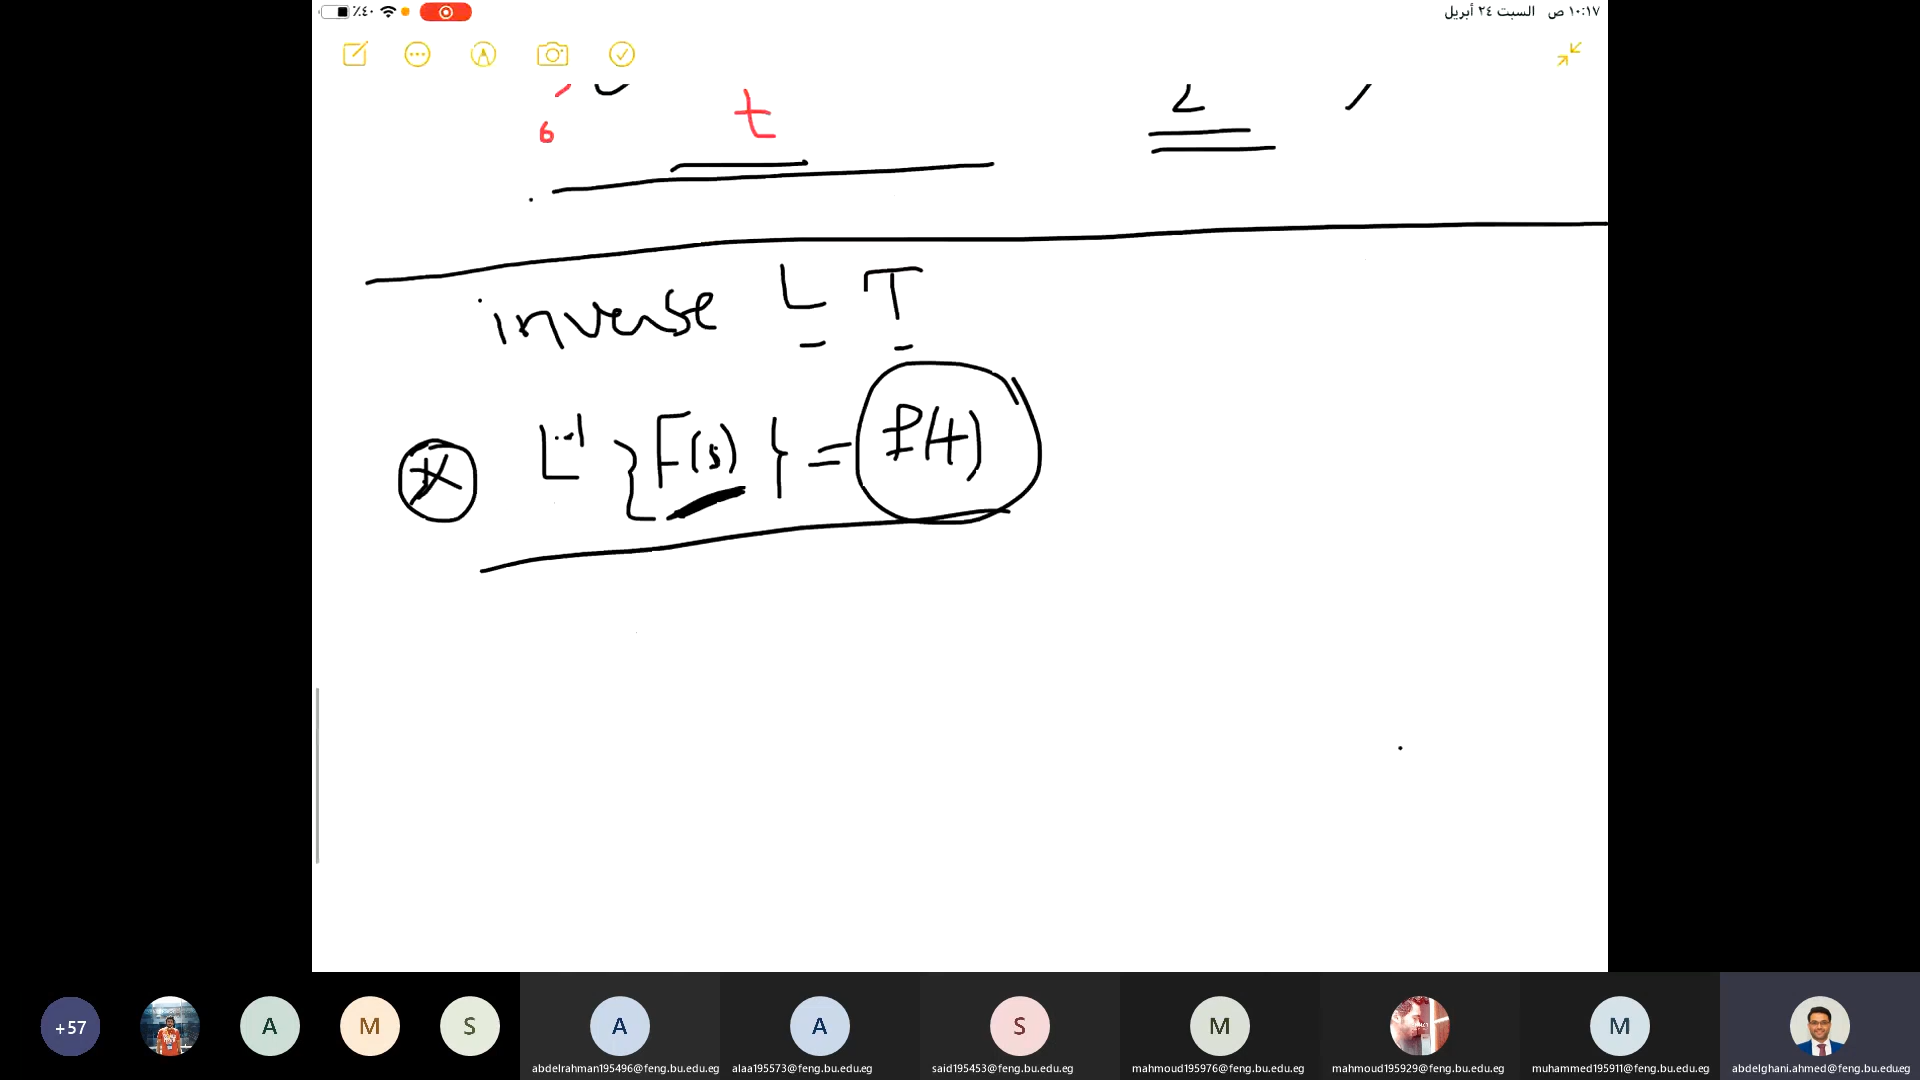 ٪٤٠ السبت ٢٤ أبريل ١٠:١٧ ص
6 t 2
inverse L T
L⁻¹ {F(s)} = f(t)
+57 A M S A A S M M
abdelrahman195496@feng.bu.edu.eg alaa195573@feng.bu.edu.eg said195453@feng.bu.edu.eg mahmoud195976@feng.bu.edu.eg mahmoud195929@feng.bu.edu.eg muhammed195911@feng.bu.edu.eg abdelghani.ahmed@feng.bu.edu.eg